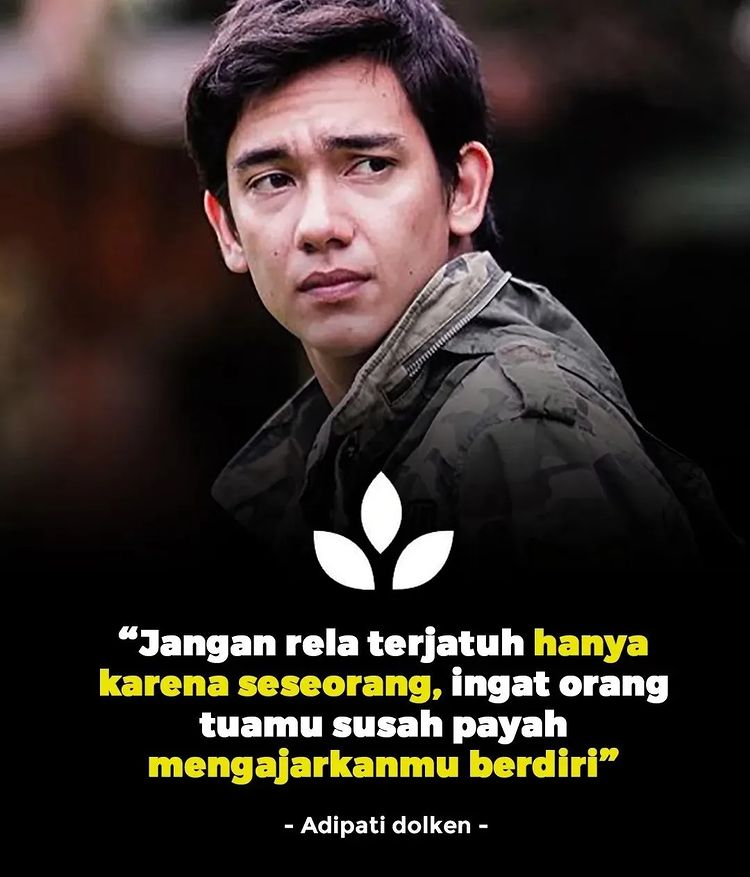 “Jangan rela terjatuh hanya
karena seseorang, ingat orang
tuamu susah payah
mengajarkanmu berdiri”
- Adipati dolken -